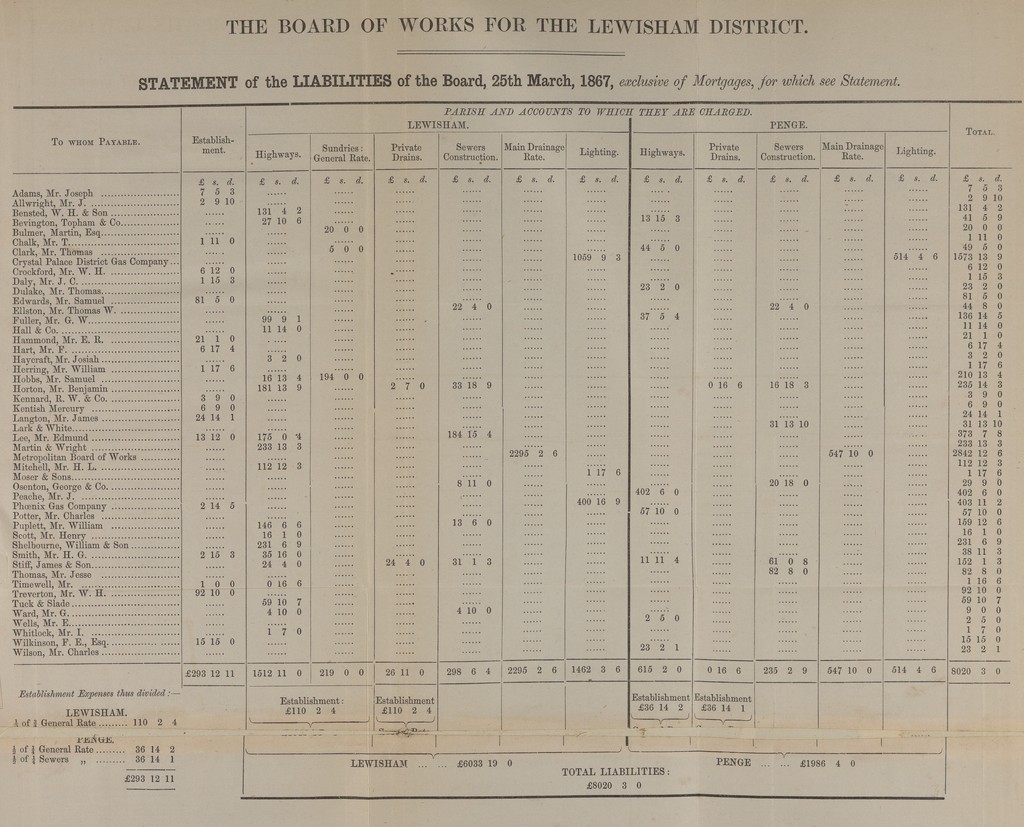 THE BOARD OF WORKS FOR THE LEWISHAM DISTRICT.
STATEMENT of the LIABILITIES of the Board, 25th March, 1867, exclusive of Mortgages, for which see Statement.
PARISH AND ACCOUNTS TO WHICH THEY ARE CHARGED.
LEWISHAM. PENGE.
TO WHOM PAYABLE. Establish-ment. Highways. Sundries: General Rate. Private Drains. Sewers Construction. Main Drainage Rate. Lighting. Highways. Private Drains. Sewers Construction. Main Drainage Rate. Lighting. TOTAL.
£ s. d. £ s. d. £ s. d. £ s. d. £ s. d. £ s. d. £ s. d. £ s. d. £ s. d. £ s. d. £ s. d. £ s. d. £ s. d.
Adams, Mr. Joseph 7 5 3 7 5 3
Allwright, Mr. J. 2 9 10 2 9 10
Bensted, W. H. & Son 131 4 2 131 4 2
Bevington, Topham & Co. 27 10 6 13 15 3 41 5 9
Bulmer, Martin, Esq. 20 0 0 20 0 0
Chalk, Mr. T. 1 11 0 1 11 0
Clark, Mr. Thomas 5 0 0 44 5 0 49 5 0
Crystal Palace District Gas Company 1059 9 3 514 4 6 1573 13 9
Crockford, Mr. W. H. 6 12 0 6 12 0
Daly, Mr. J. C. 1 15 3 1 15 3
Dulake, Mr. Thomas 23 2 0 23 2 0
Edwards, Mr. Samuel 81 5 0 81 5 0
Ellston, Mr. Thomas W. 22 4 0 22 4 0 44 8 0
Fuller, Mr. G. W. 99 9 1 37 5 4 136 14 5
Hall & Co. 11 14 0 11 14 0
Hammond, Mr. E. R. 21 1 0 21 1 0
Hart, Mr. F. 6 17 4 6 17 4
Haycraft, Mr. Josiah 3 2 0 3 2 0
Herring, Mr. William 1 17 6 1 17 6
Hobbs, Mr. Samuel 16 13 4 194 0 0 210 13 4
Horton, Mr. Benjamin 181 13 9 2 7 0 33 18 9 0 16 6 16 18 3 235 14 3
Kennard, R. W. & Co. 3 9 0 3 9 0
Kentish Mercury 6 9 0 6 9 0
Langton, Mr. James 24 14 1 24 14 1
Lark & White 31 13 10 31 13 10
Lee, Mr. Edmund 13 12 0 175 0 4 184 15 4 373 7 8
Martin & Wright 233 13 3 233 13 3
Metropolitan Board of Works 2295 2 6 547 10 0 2842 12 6
Mitchell, Mr. H. L. 112 12 3 112 12 3
Moser & Sons 1 17 6 1 17 6
Osenton, George & Co. 8 11 0 20 18 0 29 9 0
Peache, Mr. J. 402 6 0 402 6 0
Phœnix Gas Company 2 14 5 400 16 9 403 11 2
Potter, Mr. Charles 57 10 0 57 10 0
Puplett, Mr. William 146 6 6 13 6 0 159 12 6
Scott, Mr. Henry 16 1 0 16 1 0
Shelbourne, William & Son 231 6 9 231 6 9
Smith, Mr. H. G. 2 15 3 35 16 0 38 11 3
Stiff, James & Son 24 4 0 24 4 0 31 1 3 11 11 4 61 0 8 152 1 3
Thomas, Mr. Jesse 82 8 0 82 8 0
Timewell, Mr. 1 0 0 0 16 6 1 16 6
Treverton, Mr. W. H. 92 10 0 92 10 0
Tuck & Slade 59 10 7 59 10 7
Ward, Mr. G. 4 10 0 4 10 0 9 0 0
Wells, Mr. E. 2 5 0 2 5 0
Whitlock, Mr. I. 1 7 0 1 7 0
Wilkinson, F. E., Esq. 15 15 0 15 15 0
Wilson, Mr. Charles 23 2 1 23 2 1
£293 12 11 1512 11 0 219 0 0 26 11 0 298 6 4 2295 2 6 1462 3 6 615 2 0 0 16 6 235 2 9 547 10 0 514 4 6 8020 3 0
Establishment Expenses thus divided:—
Establishment: £110 2 4 Establishment £110 2 4 Establishment £36 14 2 Establishment £36 14 1
LEWISHAM.
General Rate 110 2 4
PENGE.
½ of ¼ General Rate 36 14 2
½ of ¼ Sewers „ 36 14 1
£293 12 11
LEWISHAM ... ... £6033 19 0 PENGE ... ... £1986 4 0
TOTAL LIABILITIES:
£8020 3 0